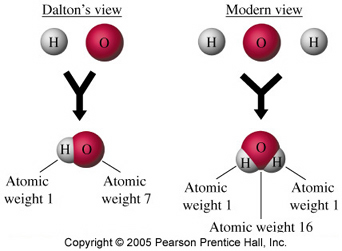 Dalton's view
Modern view
H
O
H
O
H
H
O
H
O
H
Atomic
weight 1
Atomic
weight 7
Atomic
weight 1
Atomic
weight 1
Atomic weight 16
Copyright © 2005 Pearson Prentice Hall, Inc.